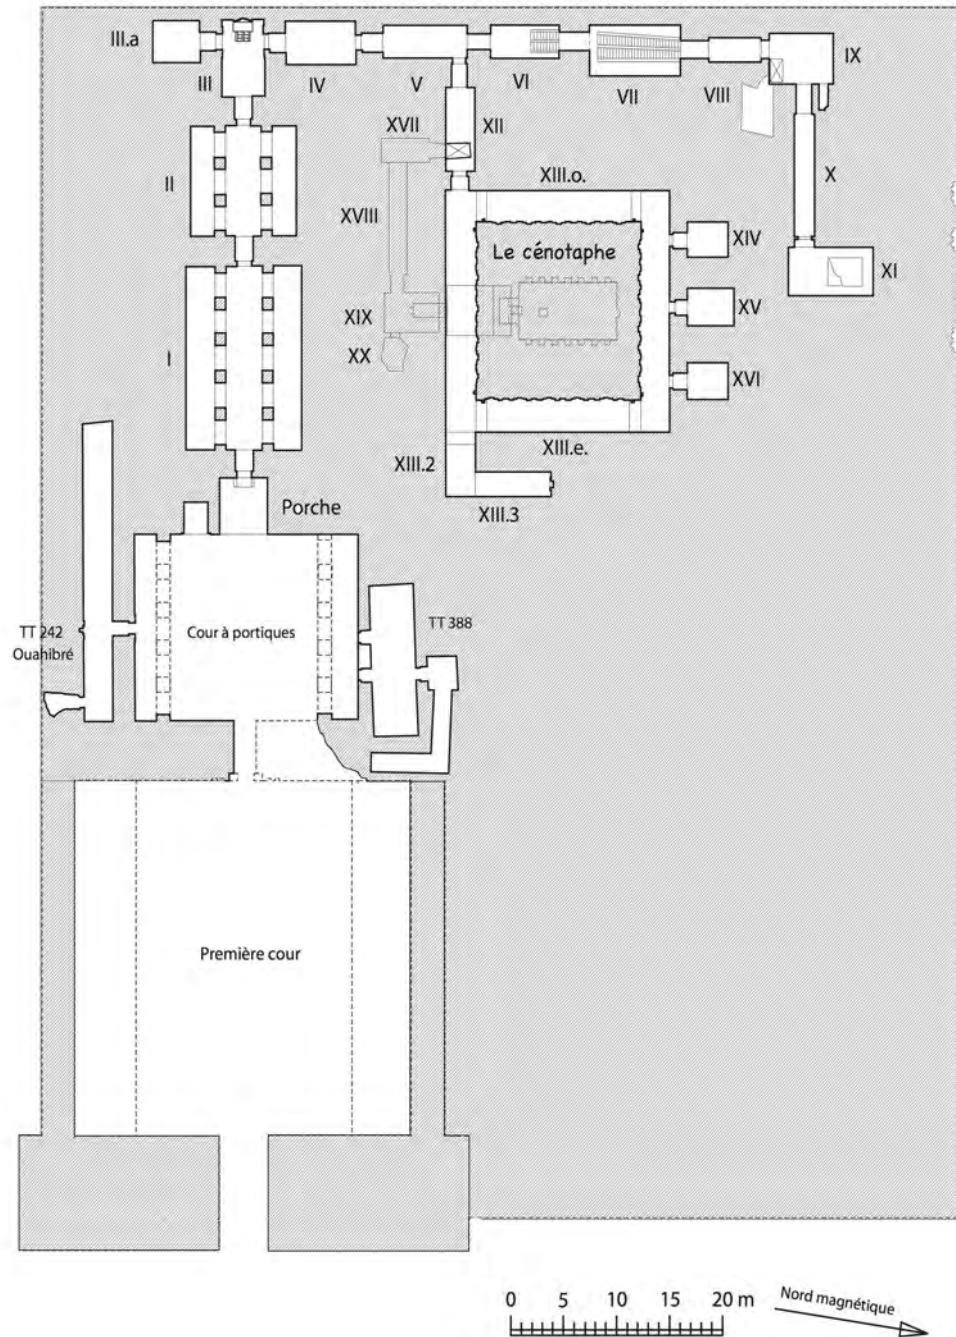 III.a
III
IV
V
VI
VII
VIII
IX
XVII
XII
II
X
XIII.o.
XVIII
XIV
Le cénotaphe
XI
XV
XIX
I
XX
XVI
XIII.2
XIII.e.
XIII.3
Porche
TT 242
Ouahibré
Cour à portiques
TT 388
Première cour
0 5 10 15 20 m
Nord magnétique